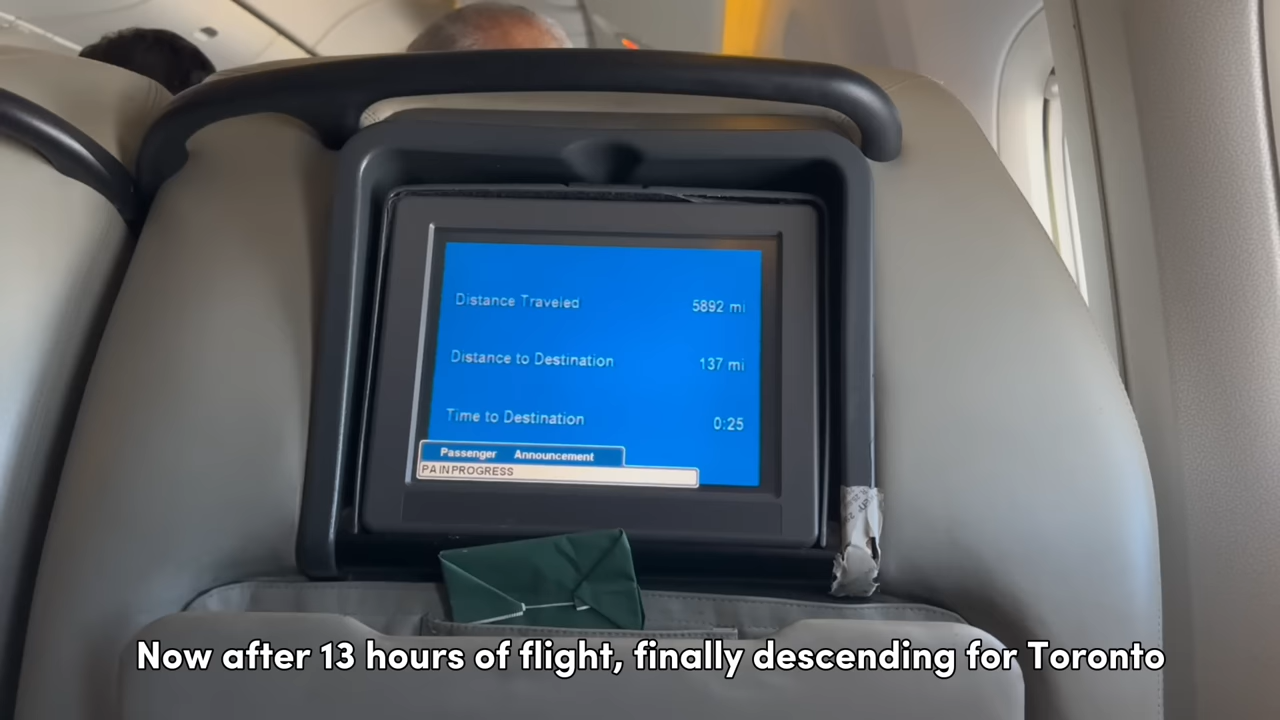 Distance Traveled 5892 mi
Distance to Destination 137 mi
Time to Destination 0:25
Passenger Announcement
PA IN PROGRESS
Now after 13 hours of flight, finally descending for Toronto